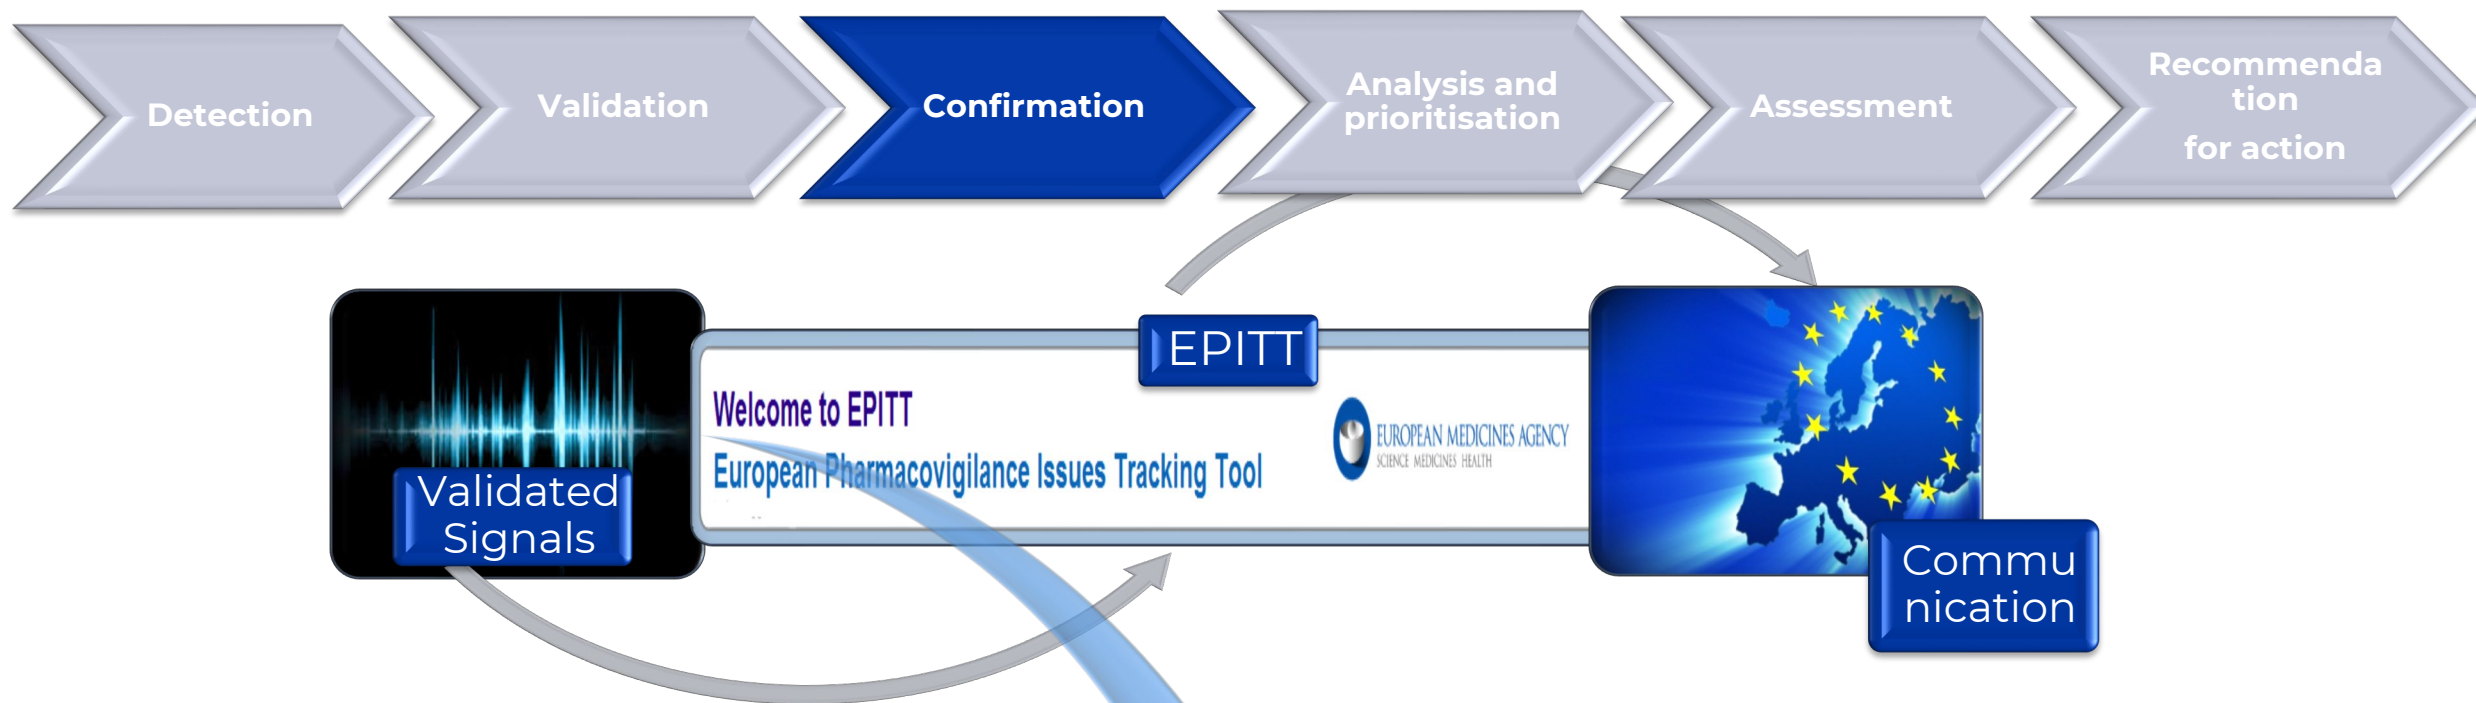 Detection
Validation
Confirmation
Analysis and
prioritisation
Assessment
Recommenda
tion
for action
EPITT
Welcome to EPITT
European Pharmacovigilance Issues Tracking Tool
EUROPEAN MEDICINES AGENCY
SCIENCE MEDICINES HEALTH
Validated
Signals
Commu
nication